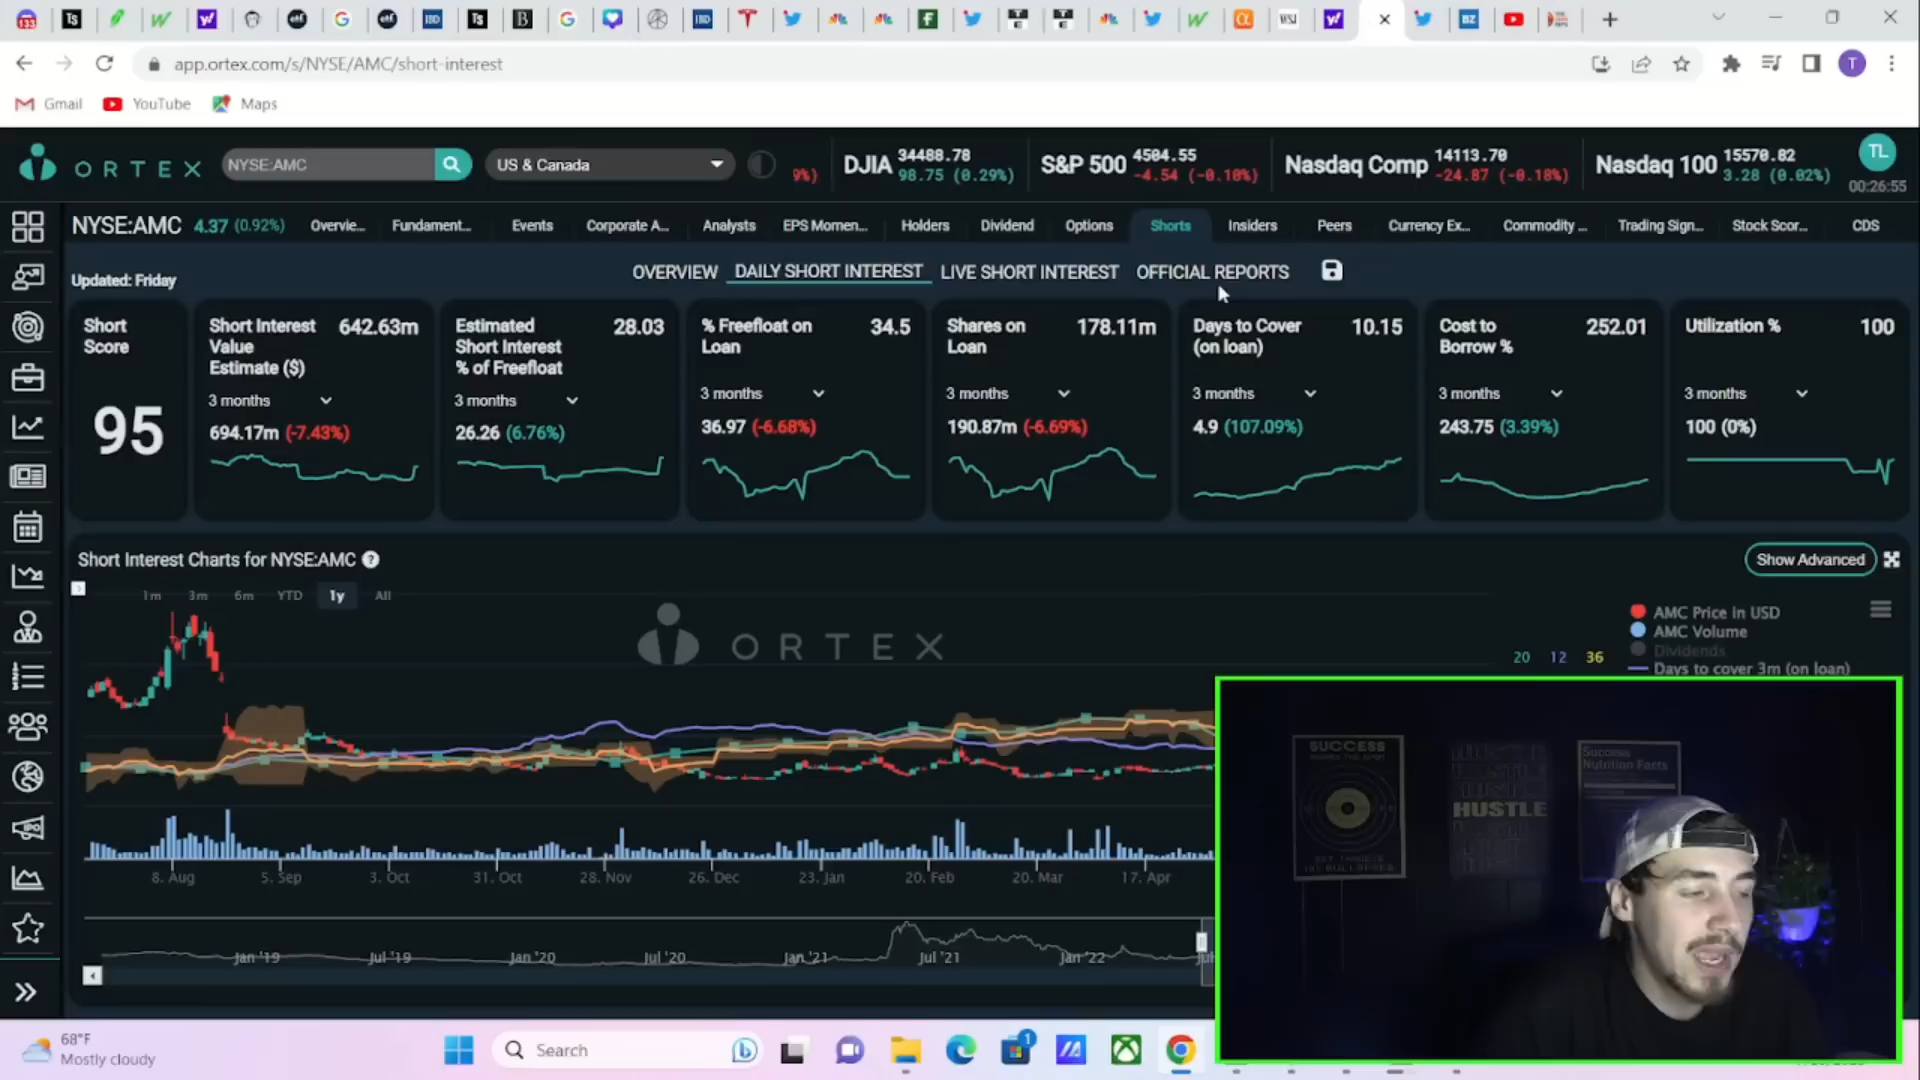 133
app.ortex.com/s/NYSE/AMC/short-interest
T
Gmail YouTube Maps
ORTEX NYSE:AMC US & Canada
9%) DJIA 34488.78 98.75 (0.29%) S&P 500 4504.55 -4.54 (-0.10%) Nasdaq Comp 14113.70 -24.87 (-0.18%) Nasdaq 100 15570.82 3.28 (0.02%)
TL
00:26:55
NYSE:AMC 4.37 (0.92%) Overvie... Fundament... Events Corporate A... Analysts EPS Momen... Holders Dividend Options Shorts Insiders Peers Currency Ex... Commodity ... Trading Sign... Stock Scor... CDS
Updated: Friday
OVERVIEW DAILY SHORT INTEREST LIVE SHORT INTEREST OFFICIAL REPORTS
Short Score
95
Short Interest Value Estimate ($) 642.63m
3 months
694.17m (-7.43%)
Estimated Short Interest % of Freefloat 28.03
3 months
26.26 (6.76%)
% Freefloat on Loan 34.5
3 months
36.97 (-6.68%)
Shares on Loan 178.11m
3 months
190.87m (-6.69%)
Days to Cover (on loan) 10.15
3 months
4.9 (107.09%)
Cost to Borrow % 252.01
3 months
243.75 (3.39%)
Utilization % 100
3 months
100 (0%)
Short Interest Charts for NYSE:AMC
Show Advanced
1m 3m 6m YTD 1y All
ORTEX
20 12 36
AMC Price in USD
AMC Volume
Dividends
Days to cover 3m (on loan)
8. Aug 5. Sep 3. Oct 31. Oct 28. Nov 26. Dec 23. Jan 20. Feb 20. Mar 17. Apr
Jan '19 Jul '19 Jan '20 Jul '20 Jan '21 Jul '21 Jan '22
SUCCESS
HUSTLE
Success
Nutrition Facts
68°F
Mostly cloudy
Search
1